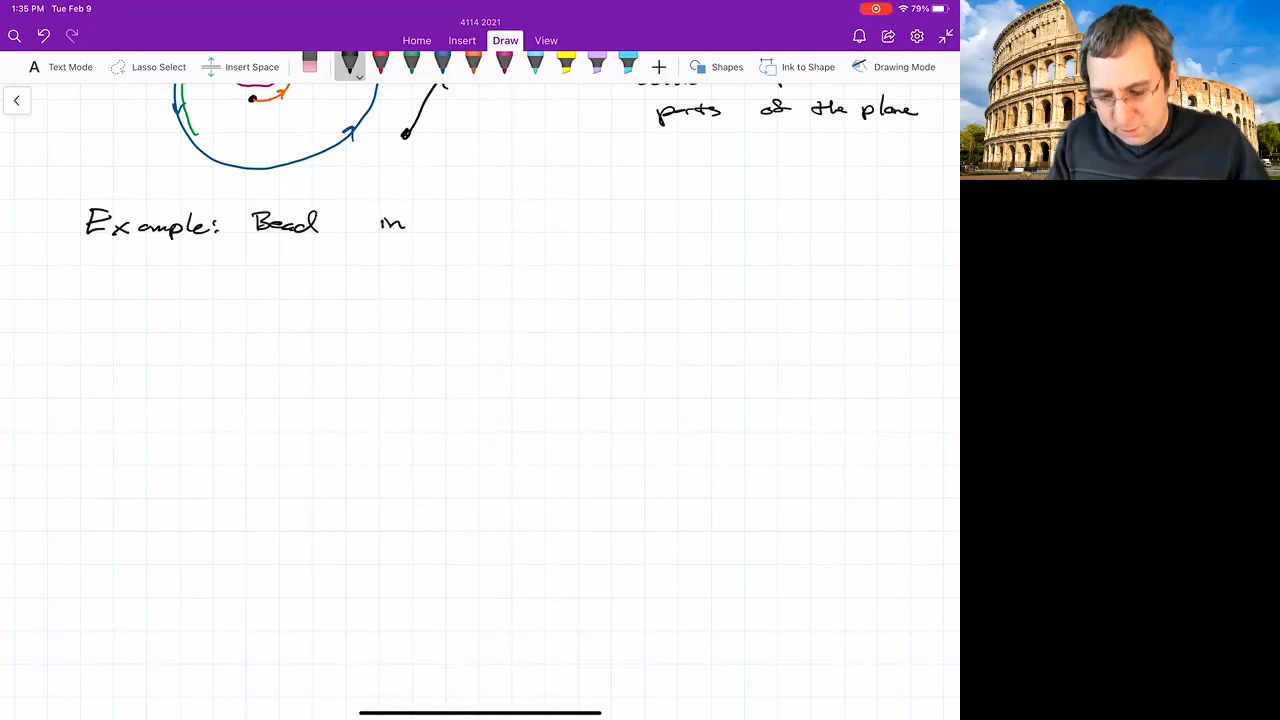 1:35 PM Tue Feb 9
79%
4114 2021
Home Insert Draw View
Text Mode Lasso Select Insert Space Shapes Ink to Shape Drawing Mode
parts of the plane
Example: Bead in